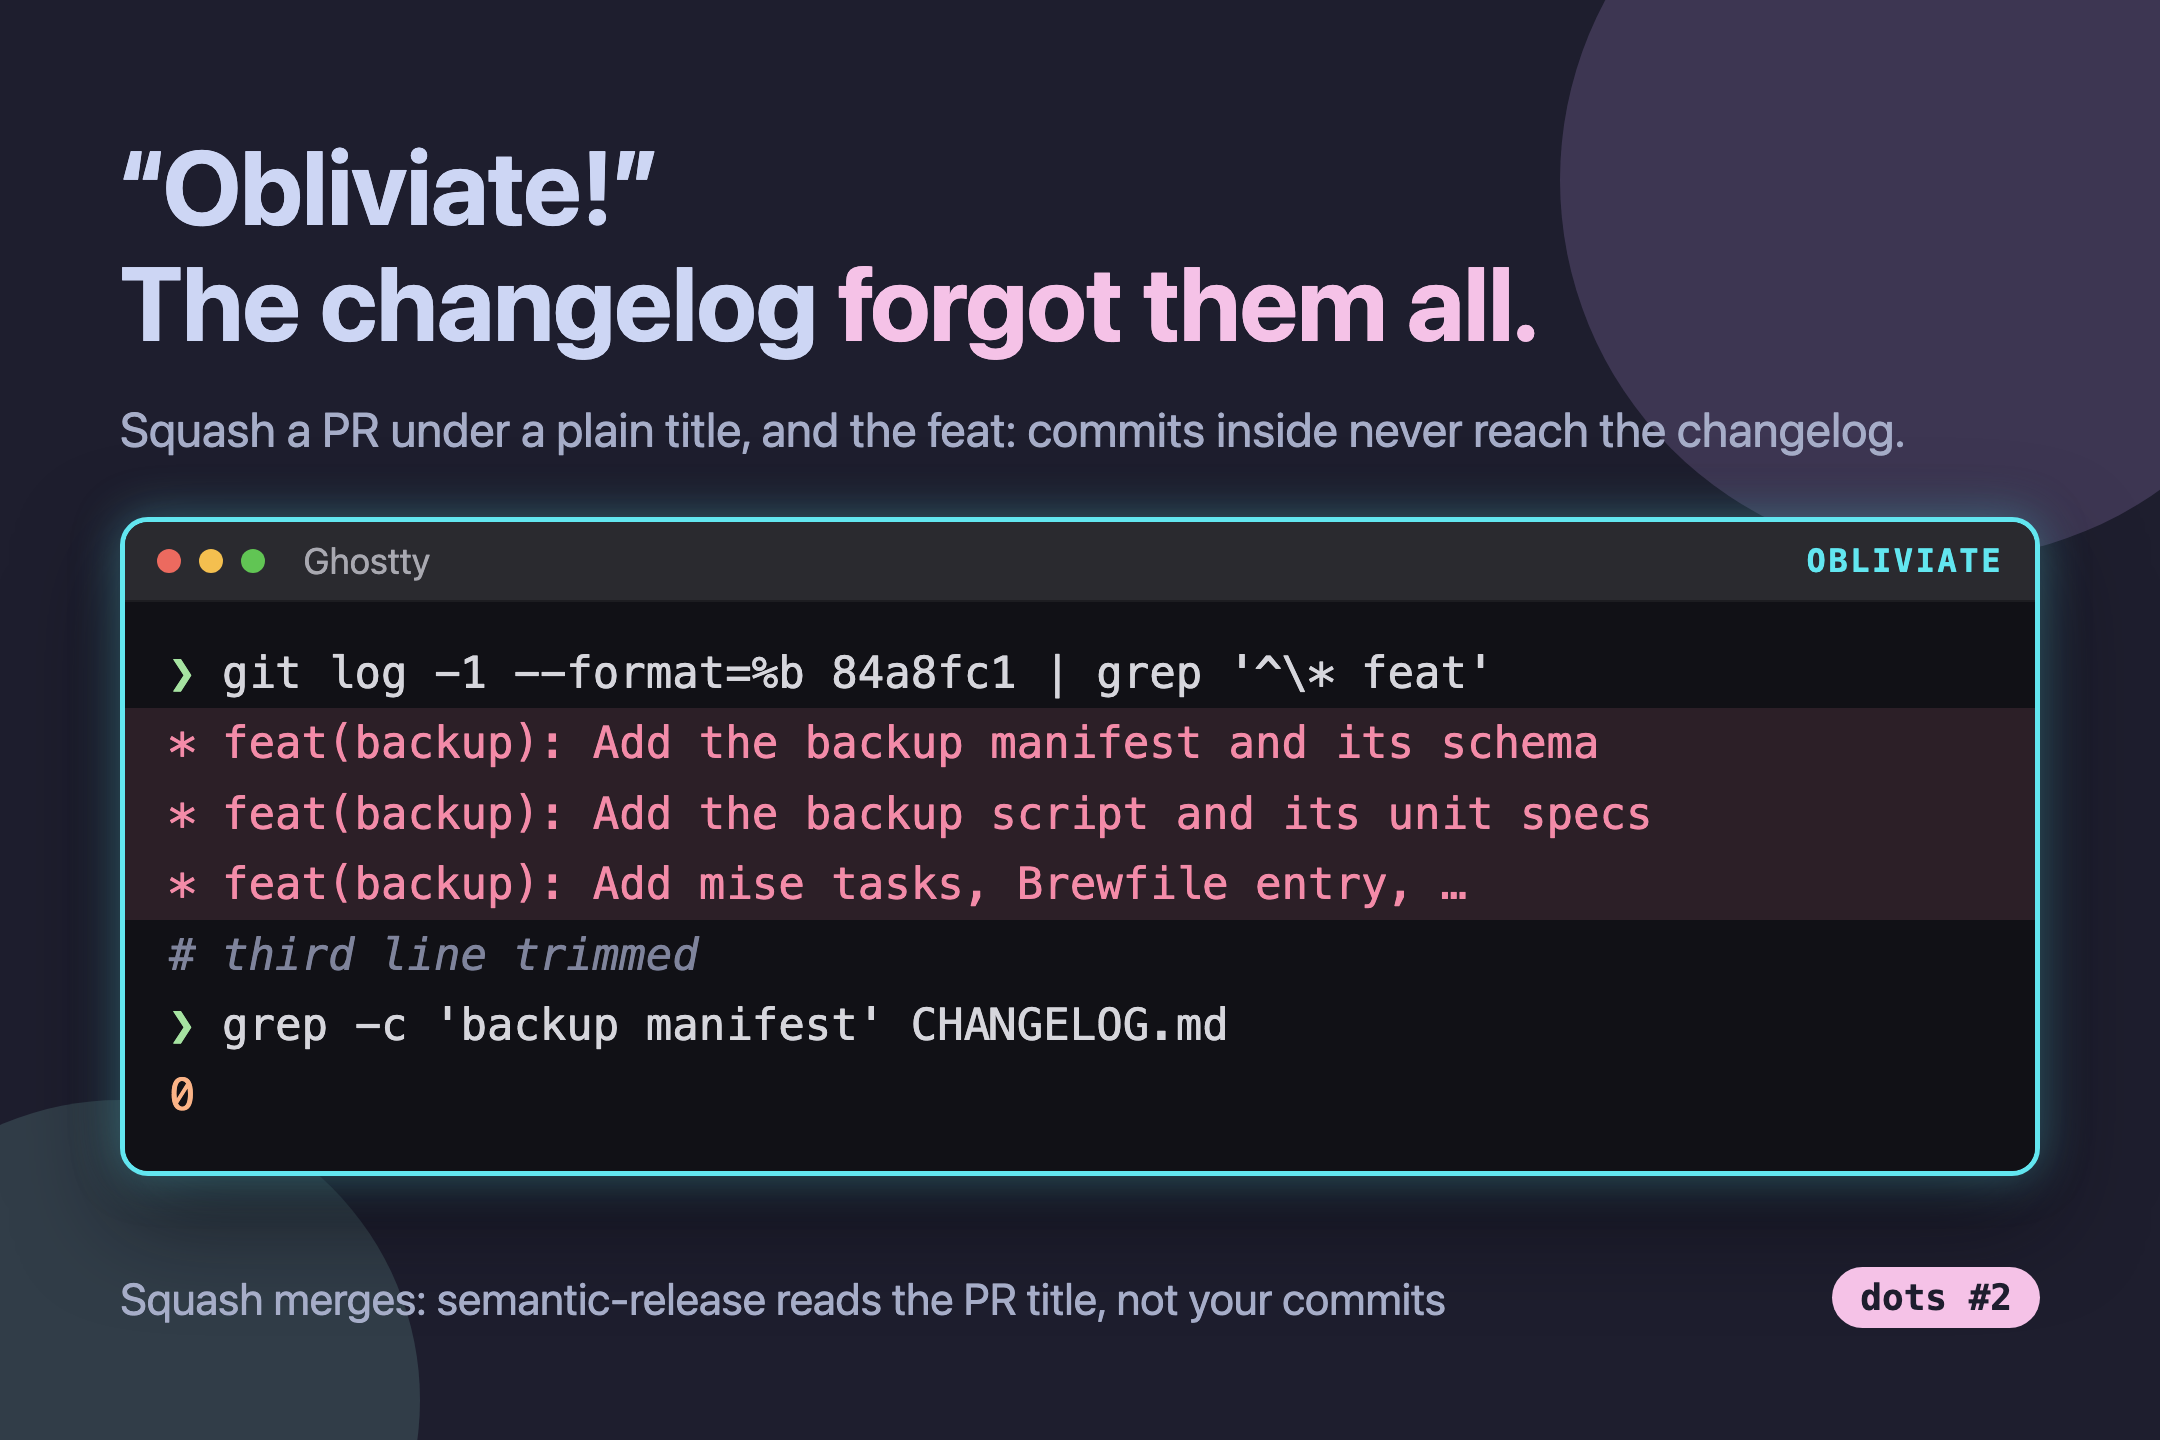 “Obliviate!”
The changelog forgot them all.
Squash a PR under a plain title, and the feat: commits inside never reach the changelog.
Ghostty
OBLIVIATE
❯ git log -1 --format=%b 84a8fc1 | grep '^\* feat'
* feat(backup): Add the backup manifest and its schema
* feat(backup): Add the backup script and its unit specs
* feat(backup): Add mise tasks, Brewfile entry, …
# third line trimmed
❯ grep -c 'backup manifest' CHANGELOG.md
0
Squash merges: semantic-release reads the PR title, not your commits
dots #2